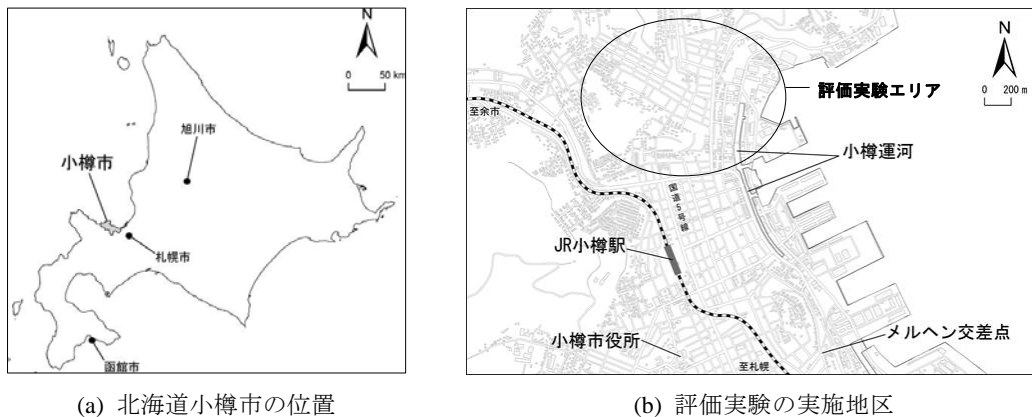 N
0 50 km
旭川市
小樽市
札幌市
函館市
(a) 北海道小樽市の位置
N
0 200 m
評価実験エリア
至余市
小樽運河
国道5号線
JR小樽駅
小樽市役所
メルヘン交差点
至札幌
(b) 評価実験の実施地区